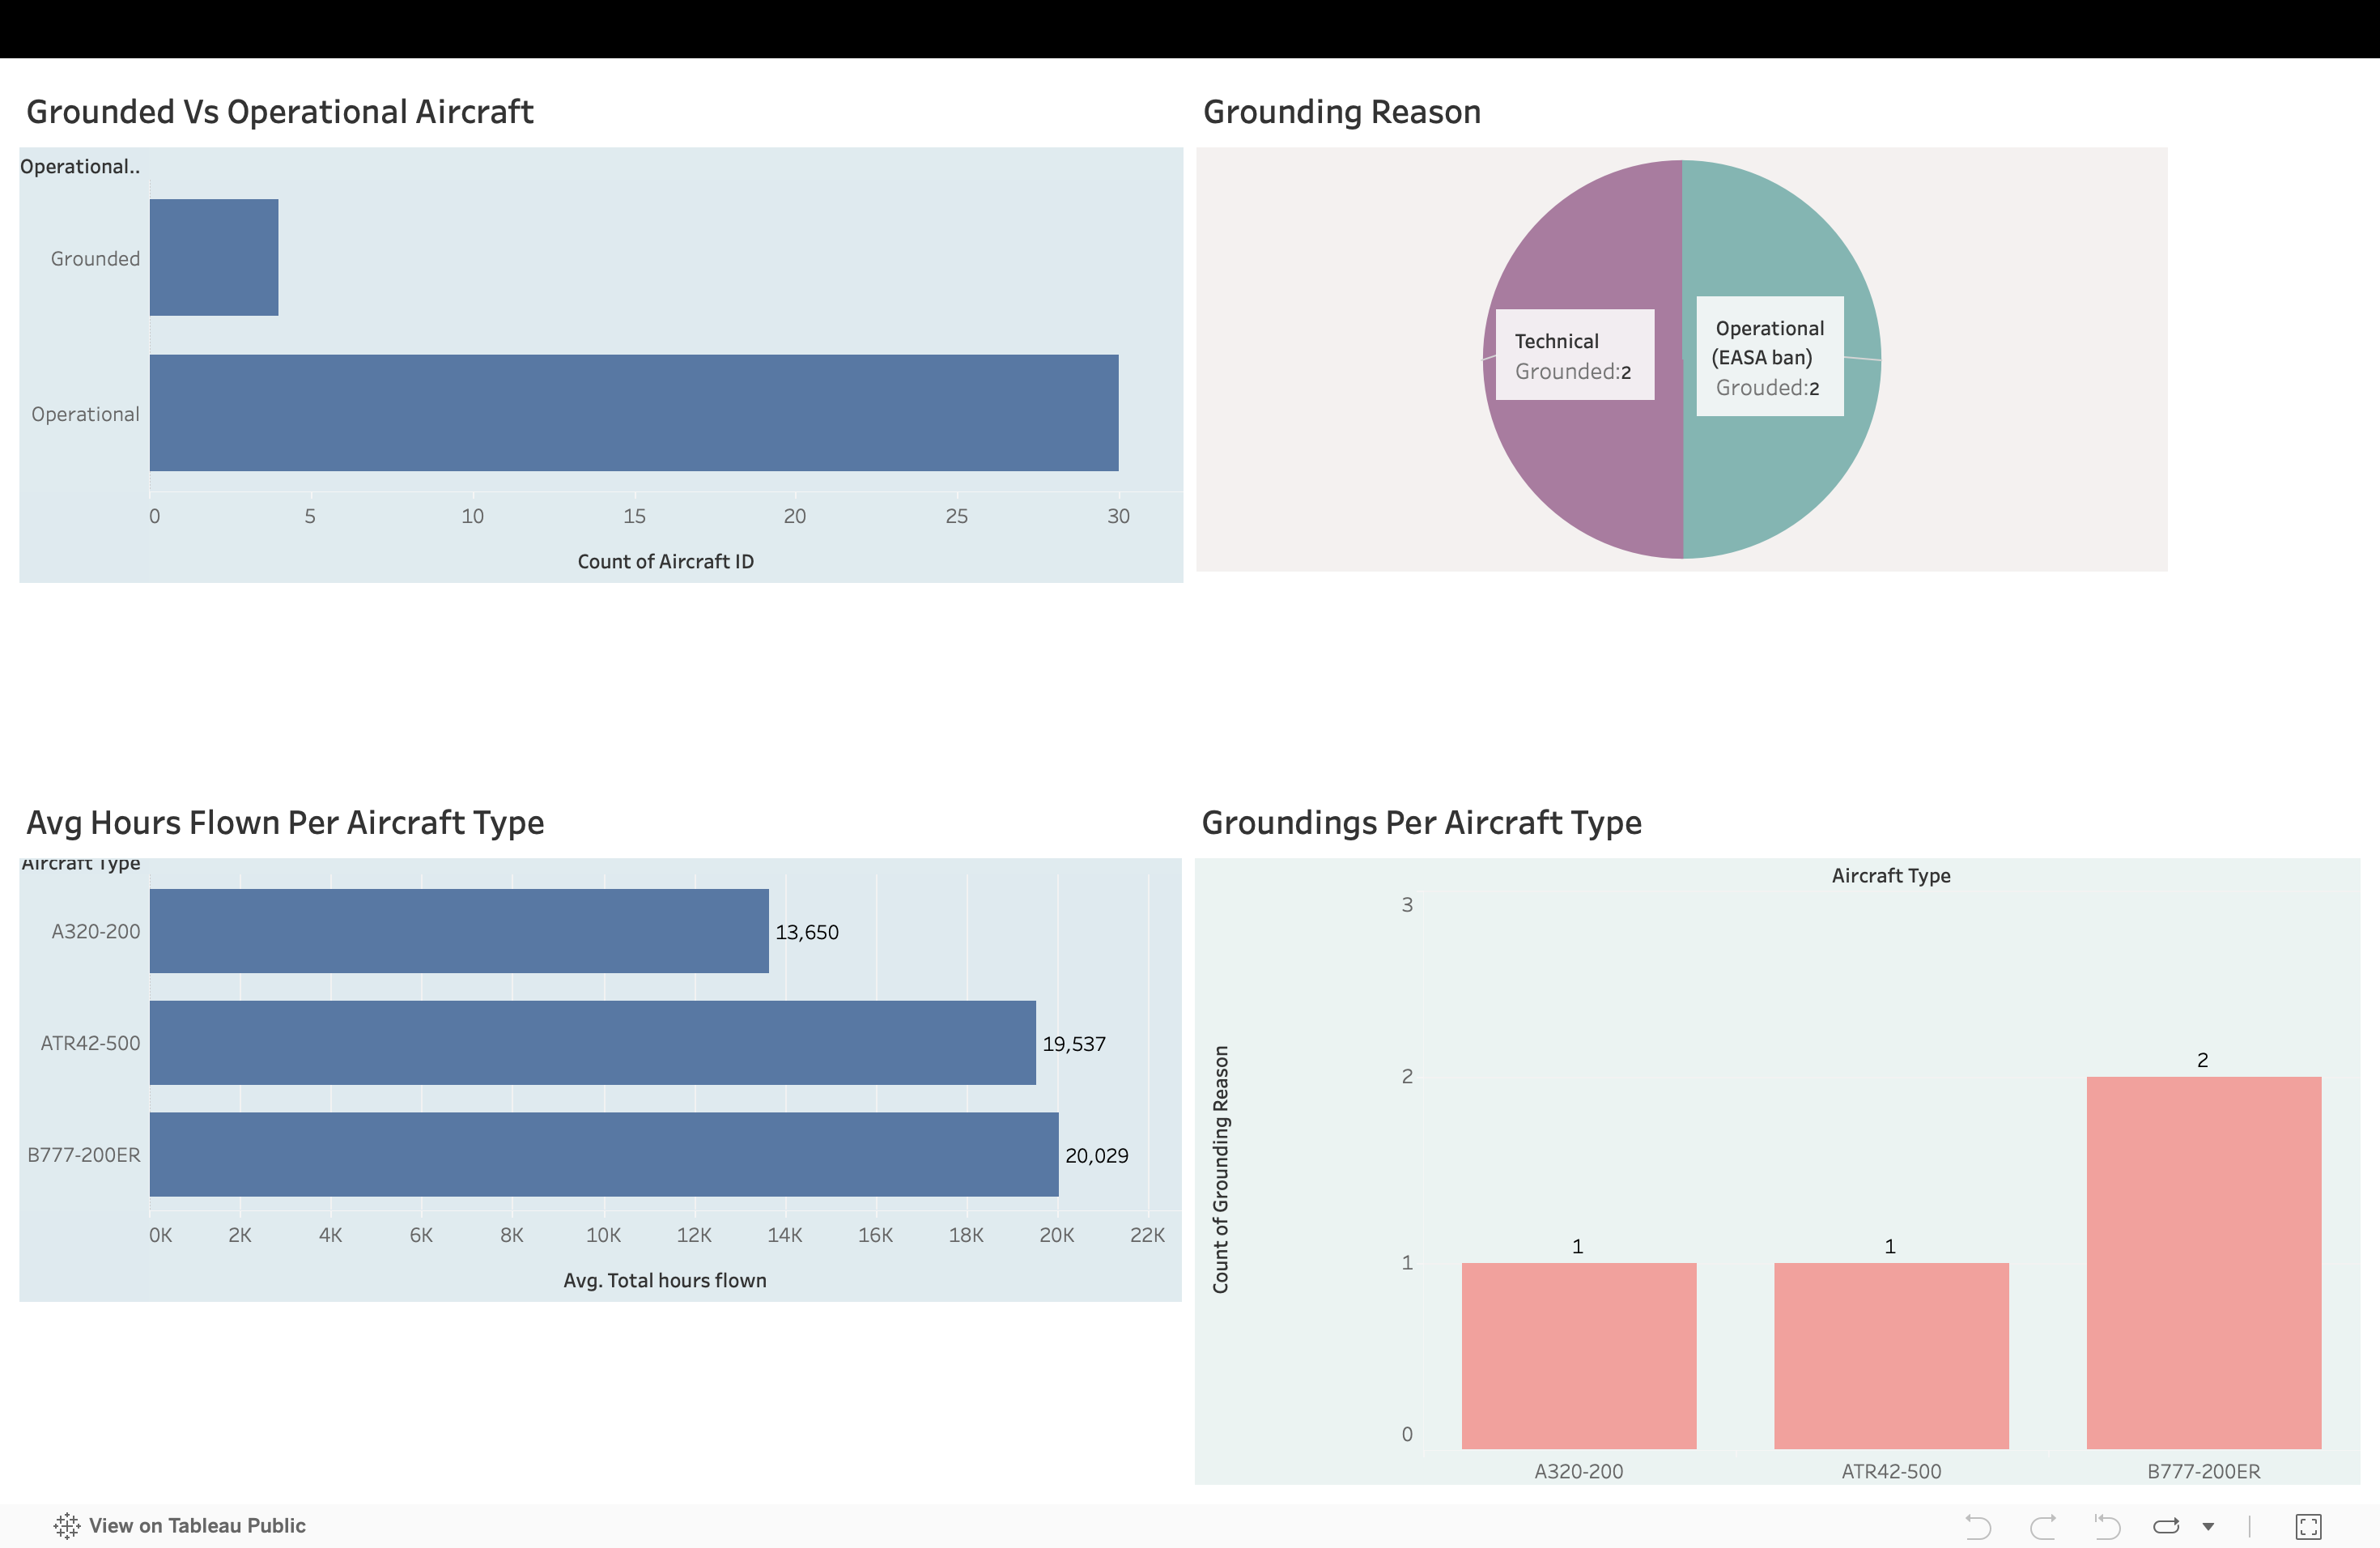 Grounded Vs Operational Aircraft
Operational..
Grounded
Operational
0 5 10 15 20 25 30
Count of Aircraft ID
Grounding Reason
Technical
Grounded:2
Operational
(EASA ban)
Grouded:2
Avg Hours Flown Per Aircraft Type
Aircraft Type
A320-200 13,650
ATR42-500 19,537
B777-200ER 20,029
0K 2K 4K 6K 8K 10K 12K 14K 16K 18K 20K 22K
Avg. Total hours flown
Groundings Per Aircraft Type
Aircraft Type
Count of Grounding Reason
3
2
1
0
1 1 2
A320-200 ATR42-500 B777-200ER
View on Tableau Public